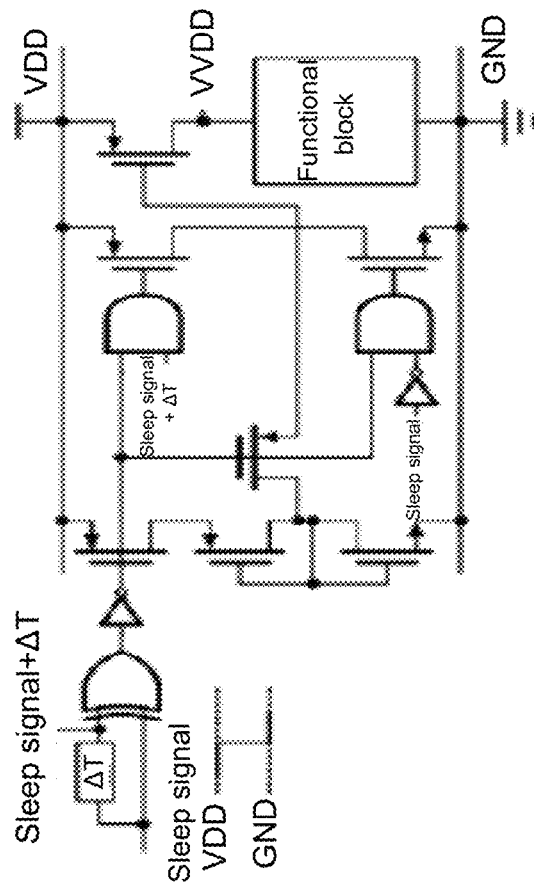 VDD
VVDD
Functional
block
GND
Sleep signal
+ ΔT
Sleep signal
Sleep signal+ΔT
ΔT
Sleep signal
VDD
GND